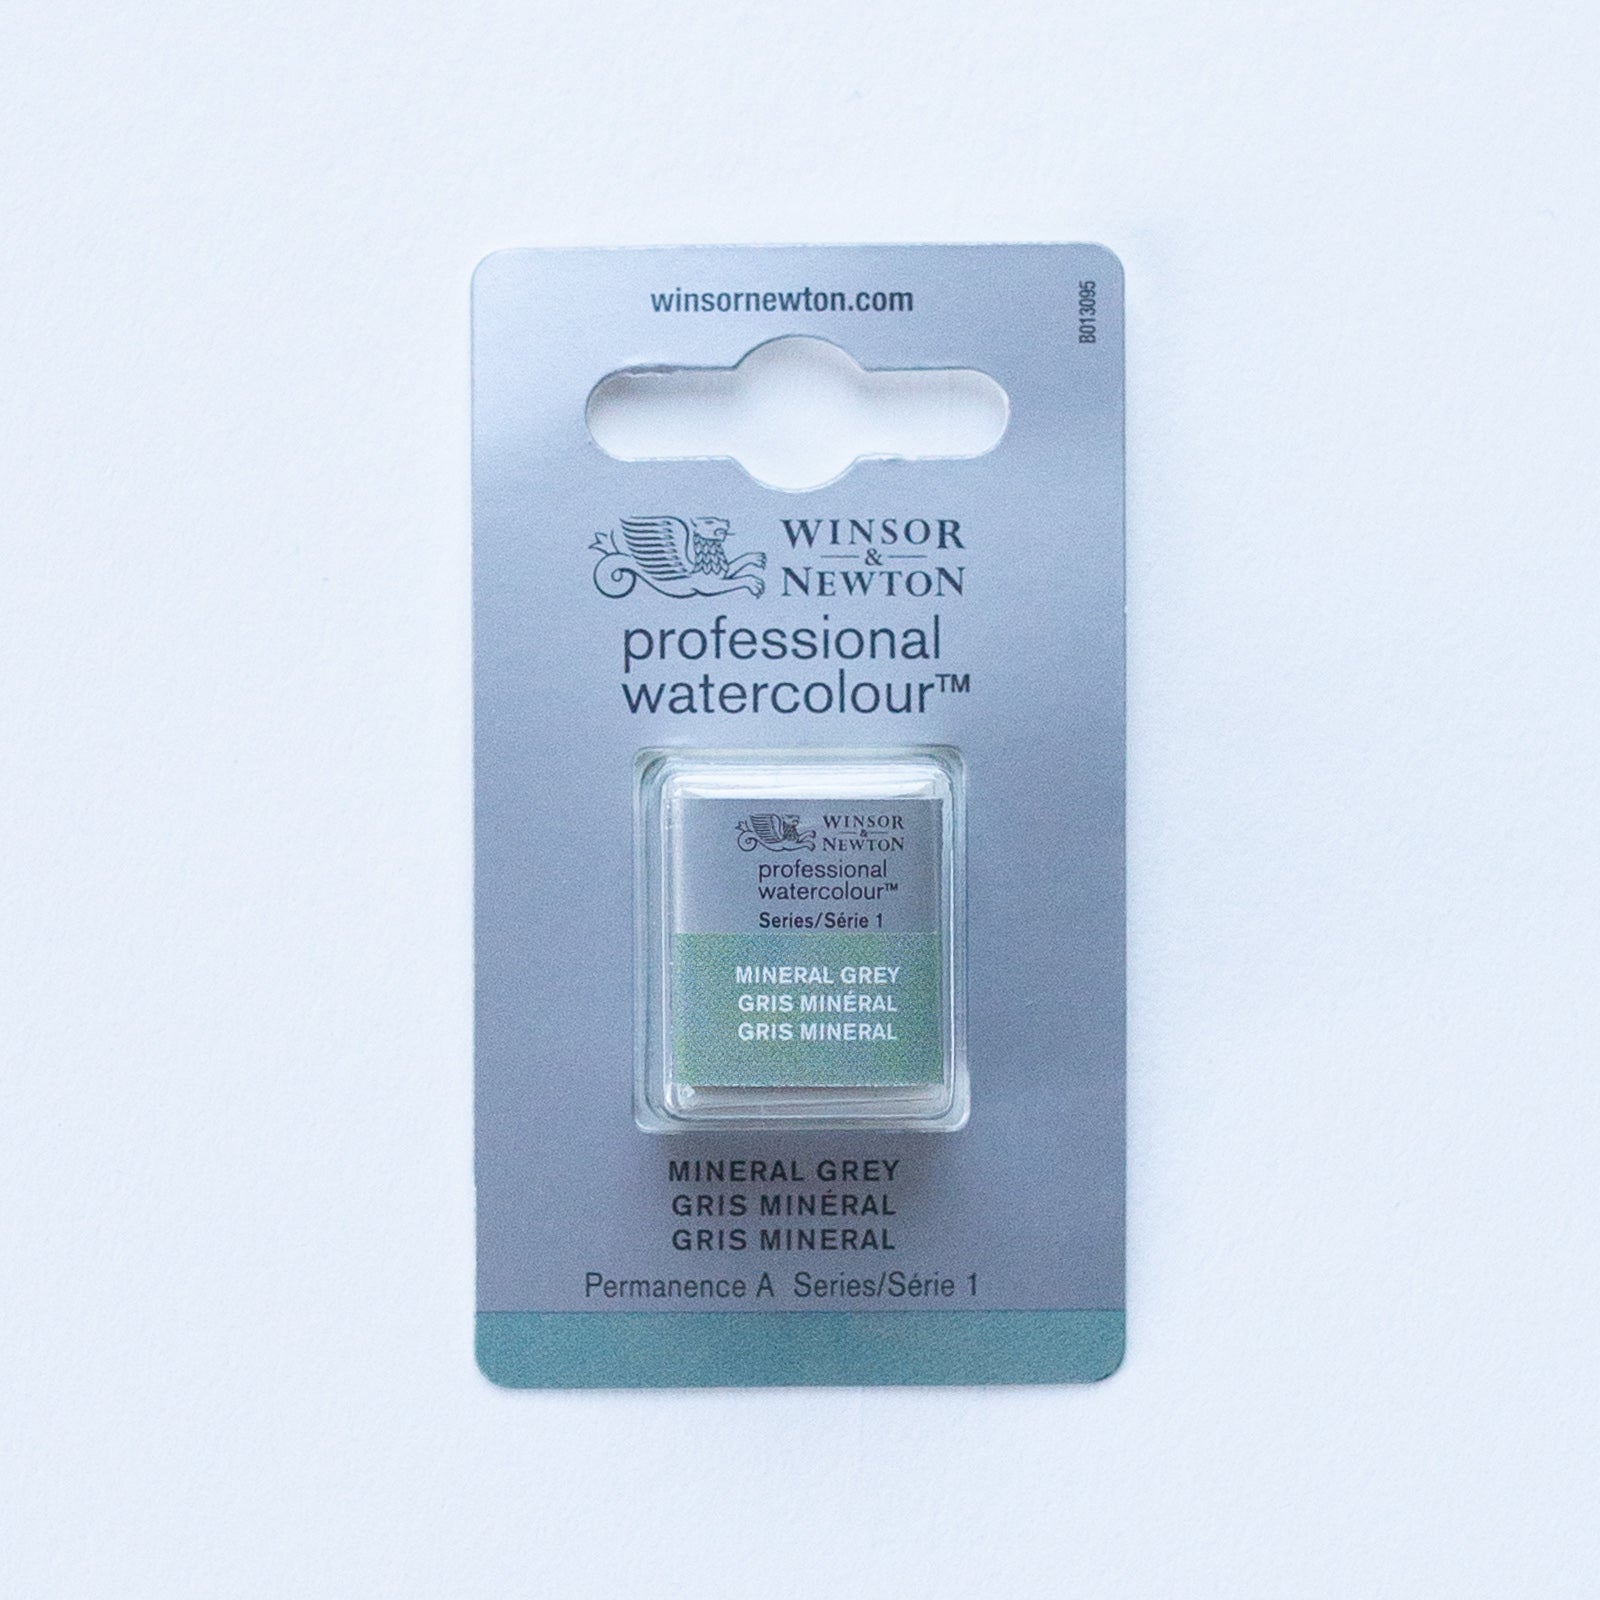 winsornewton.com
B013095
WINSOR
&
NEWTON
professional
watercolour™
WINSOR
&
NEWTON
professional
watercolour™
Series/Série 1
MINERAL GREY
GRIS MINÉRAL
GRIS MINERAL
MINERAL GREY
GRIS MINÉRAL
GRIS MINERAL
Permanence A Series/Série 1